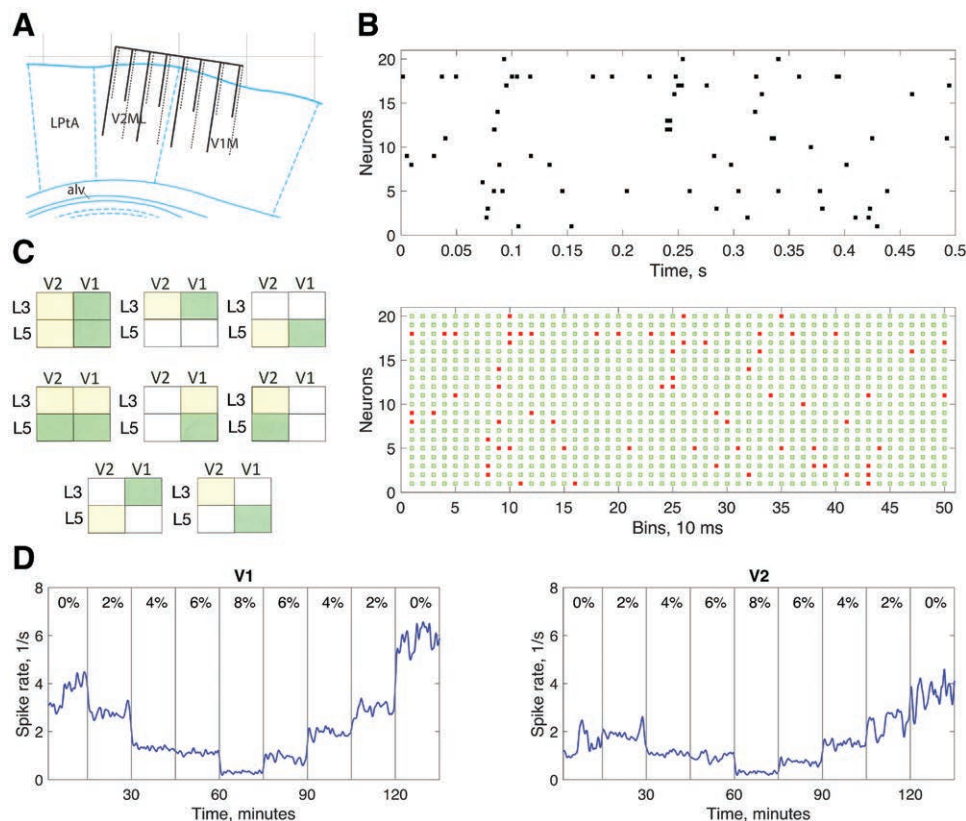 A
LPtA
V2ML
V1M
alv
B
Neurons
20
15
10
5
0
0 0.05 0.1 0.15 0.2 0.25 0.3 0.35 0.4 0.45 0.5
Time, s
Neurons
20
15
10
5
0
0 5 10 15 20 25 30 35 40 45 50
Bins, 10 ms
C
V2 V1 V2 V1 V2 V1
L3 L3 L3
L5 L5 L5
V2 V1 V2 V1 V2 V1
L3 L3 L3
L5 L5 L5
V2 V1 V2 V1
L3 L3
L5 L5
D
V1
Spike rate, 1/s
8
6
4
2
0
0% 2% 4% 6% 8% 6% 4% 2% 0%
30 60 90 120
Time, minutes
V2
Spike rate, 1/s
8
6
4
2
0
0% 2% 4% 6% 8% 6% 4% 2% 0%
30 60 90 120
Time, minutes